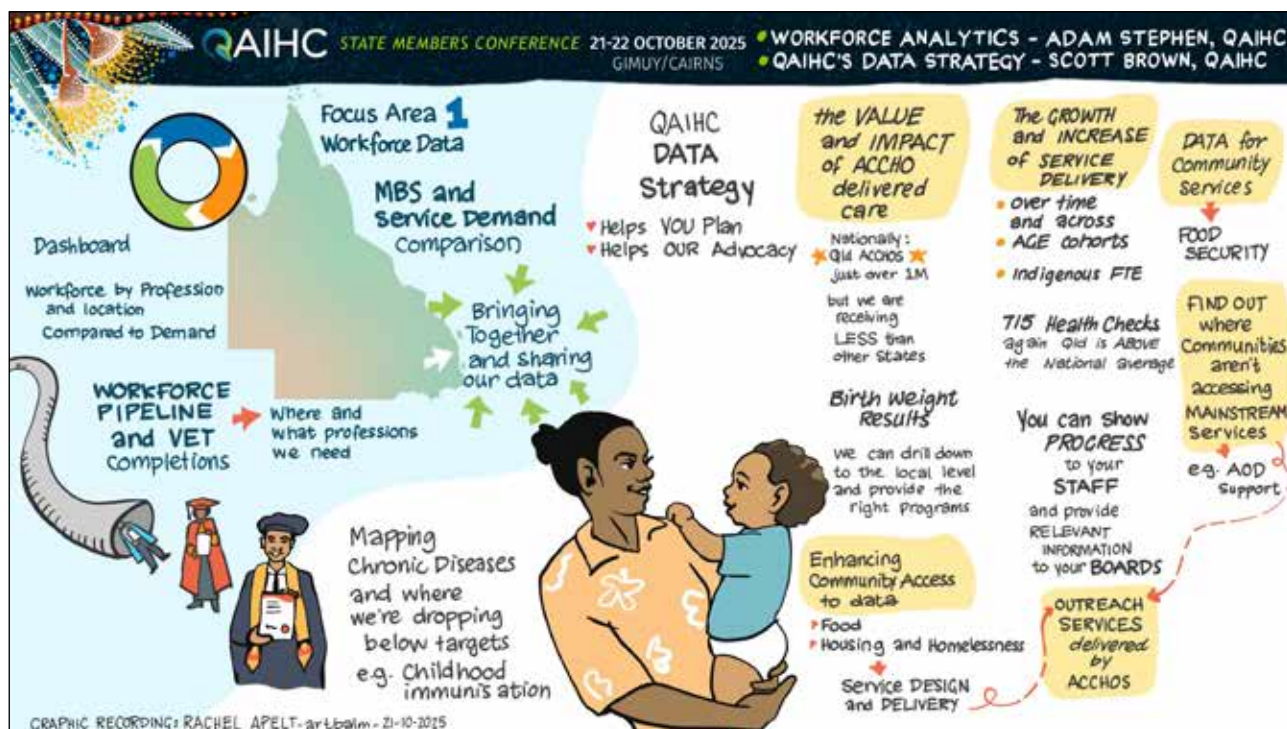 QAIHC STATE MEMBERS CONFERENCE 21-22 OCTOBER 2025
GIMUY/CAIRNS
• WORKFORCE ANALYTICS - ADAM STEPHEN, QAIHC
• QAIHC'S DATA STRATEGY - SCOTT BROWN, QAIHC
Focus Area 1
Workforce Data
MBS and
Service Demand
Comparison
Dashboard
Workforce by Profession
and location
Compared to Demand
Bringing
Together
and sharing
our data
WORKFORCE
PIPELINE
and VET
Completions
Where and
what professions
we need
Mapping
Chronic Diseases
and where
we're dropping
below targets
e.g. Childhood
immunisation
QAIHC
DATA
Strategy
Helps YOU Plan
Helps OUR Advocacy
the VALUE
and IMPACT
of ACCHO
delivered
care
Nationally:
Qld ACCHOS
just over 1M
but we are
receiving
LESS than
other States
Birth Weight
Results
we can drill down
to the local level
and provide the
right Programs
Enhancing
Community Access
to data
Food
Housing and Homelessness
Service DESIGN
and DELIVERY
The GROWTH
and INCREASE
of SERVICE
DELIVERY
• over time
and across
• AGE cohorts
• Indigenous FTE
715 Health Checks
again Qld is ABOVE
the National average
You can show
PROGRESS
to your
STAFF
and provide
RELEVANT
INFORMATION
to your BOARDS
OUTREACH
SERVICES
delivered
by
ACCHOS
DATA for
Community
Services
FOOD
SECURITY
FIND OUT
where
Communities
aren't
accessing
MAINSTREAM
Services
e.g. AOD
Support
GRAPHIC RECORDING: RACHEL APELT - artbalm - 21-10-2025